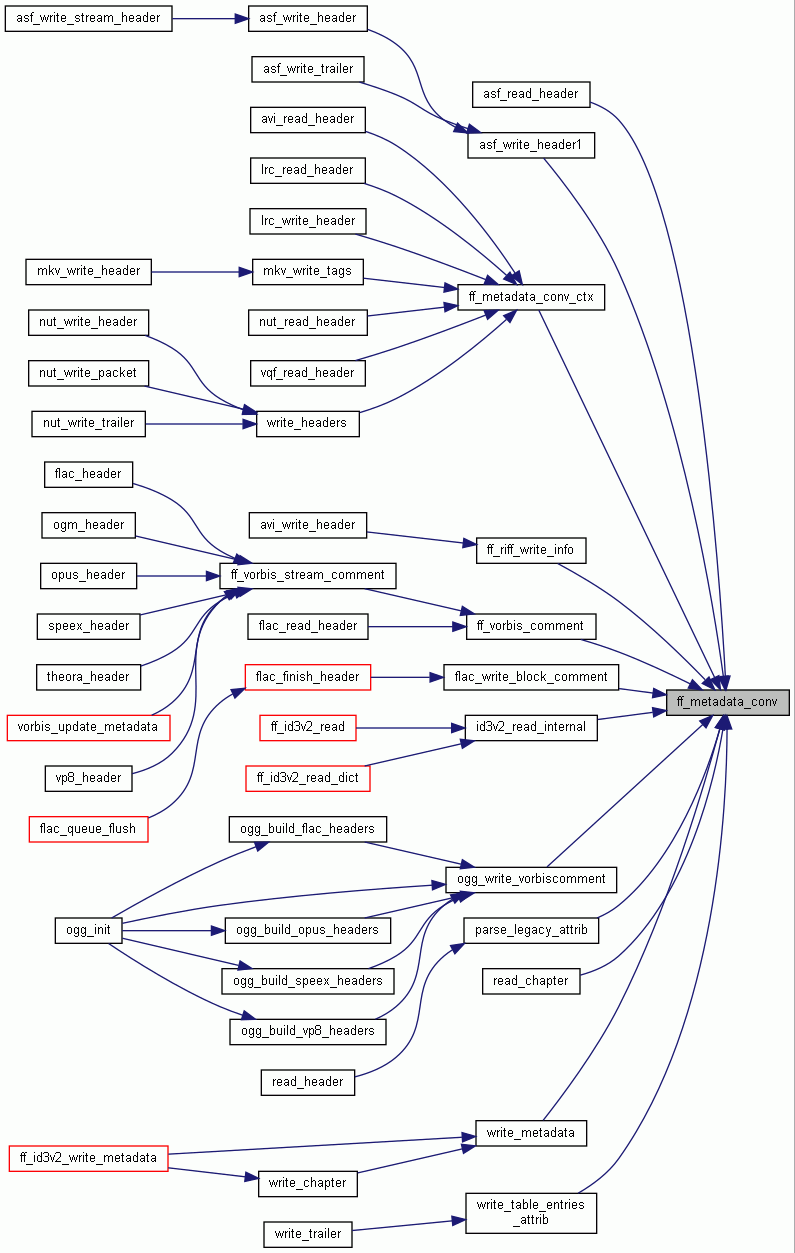 asf_write_stream_header
asf_write_header
asf_write_trailer
asf_read_header
avi_read_header
asf_write_header1
lrc_read_header
lrc_write_header
mkv_write_header
mkv_write_tags
ff_metadata_conv_ctx
nut_write_header
nut_read_header
nut_write_packet
vqf_read_header
nut_write_trailer
write_headers
flac_header
ogm_header
avi_write_header
ff_riff_write_info
opus_header
ff_vorbis_stream_comment
speex_header
flac_read_header
ff_vorbis_comment
theora_header
flac_finish_header
flac_write_block_comment
ff_metadata_conv
vorbis_update_metadata
ff_id3v2_read
id3v2_read_internal
vp8_header
ff_id3v2_read_dict
flac_queue_flush
ogg_build_flac_headers
ogg_write_vorbiscomment
ogg_init
ogg_build_opus_headers
parse_legacy_attrib
ogg_build_speex_headers
read_chapter
ogg_build_vp8_headers
read_header
write_metadata
ff_id3v2_write_metadata
write_chapter
write_table_entries
_attrib
write_trailer